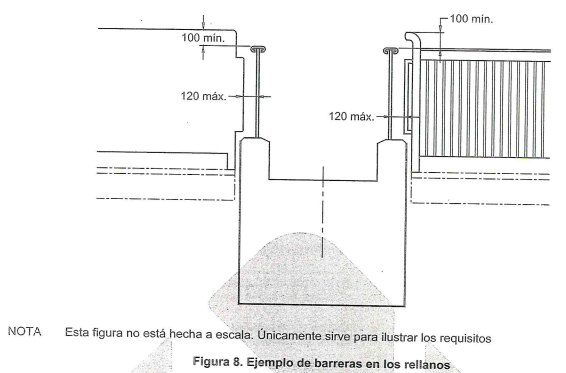 100 mín.
100 mín.
120 máx.
120 máx.
NOTA Esta figura no está hecha a escala. Únicamente sirve para ilustrar los requisitos
Figura 8. Ejemplo de barreras en los rellanos